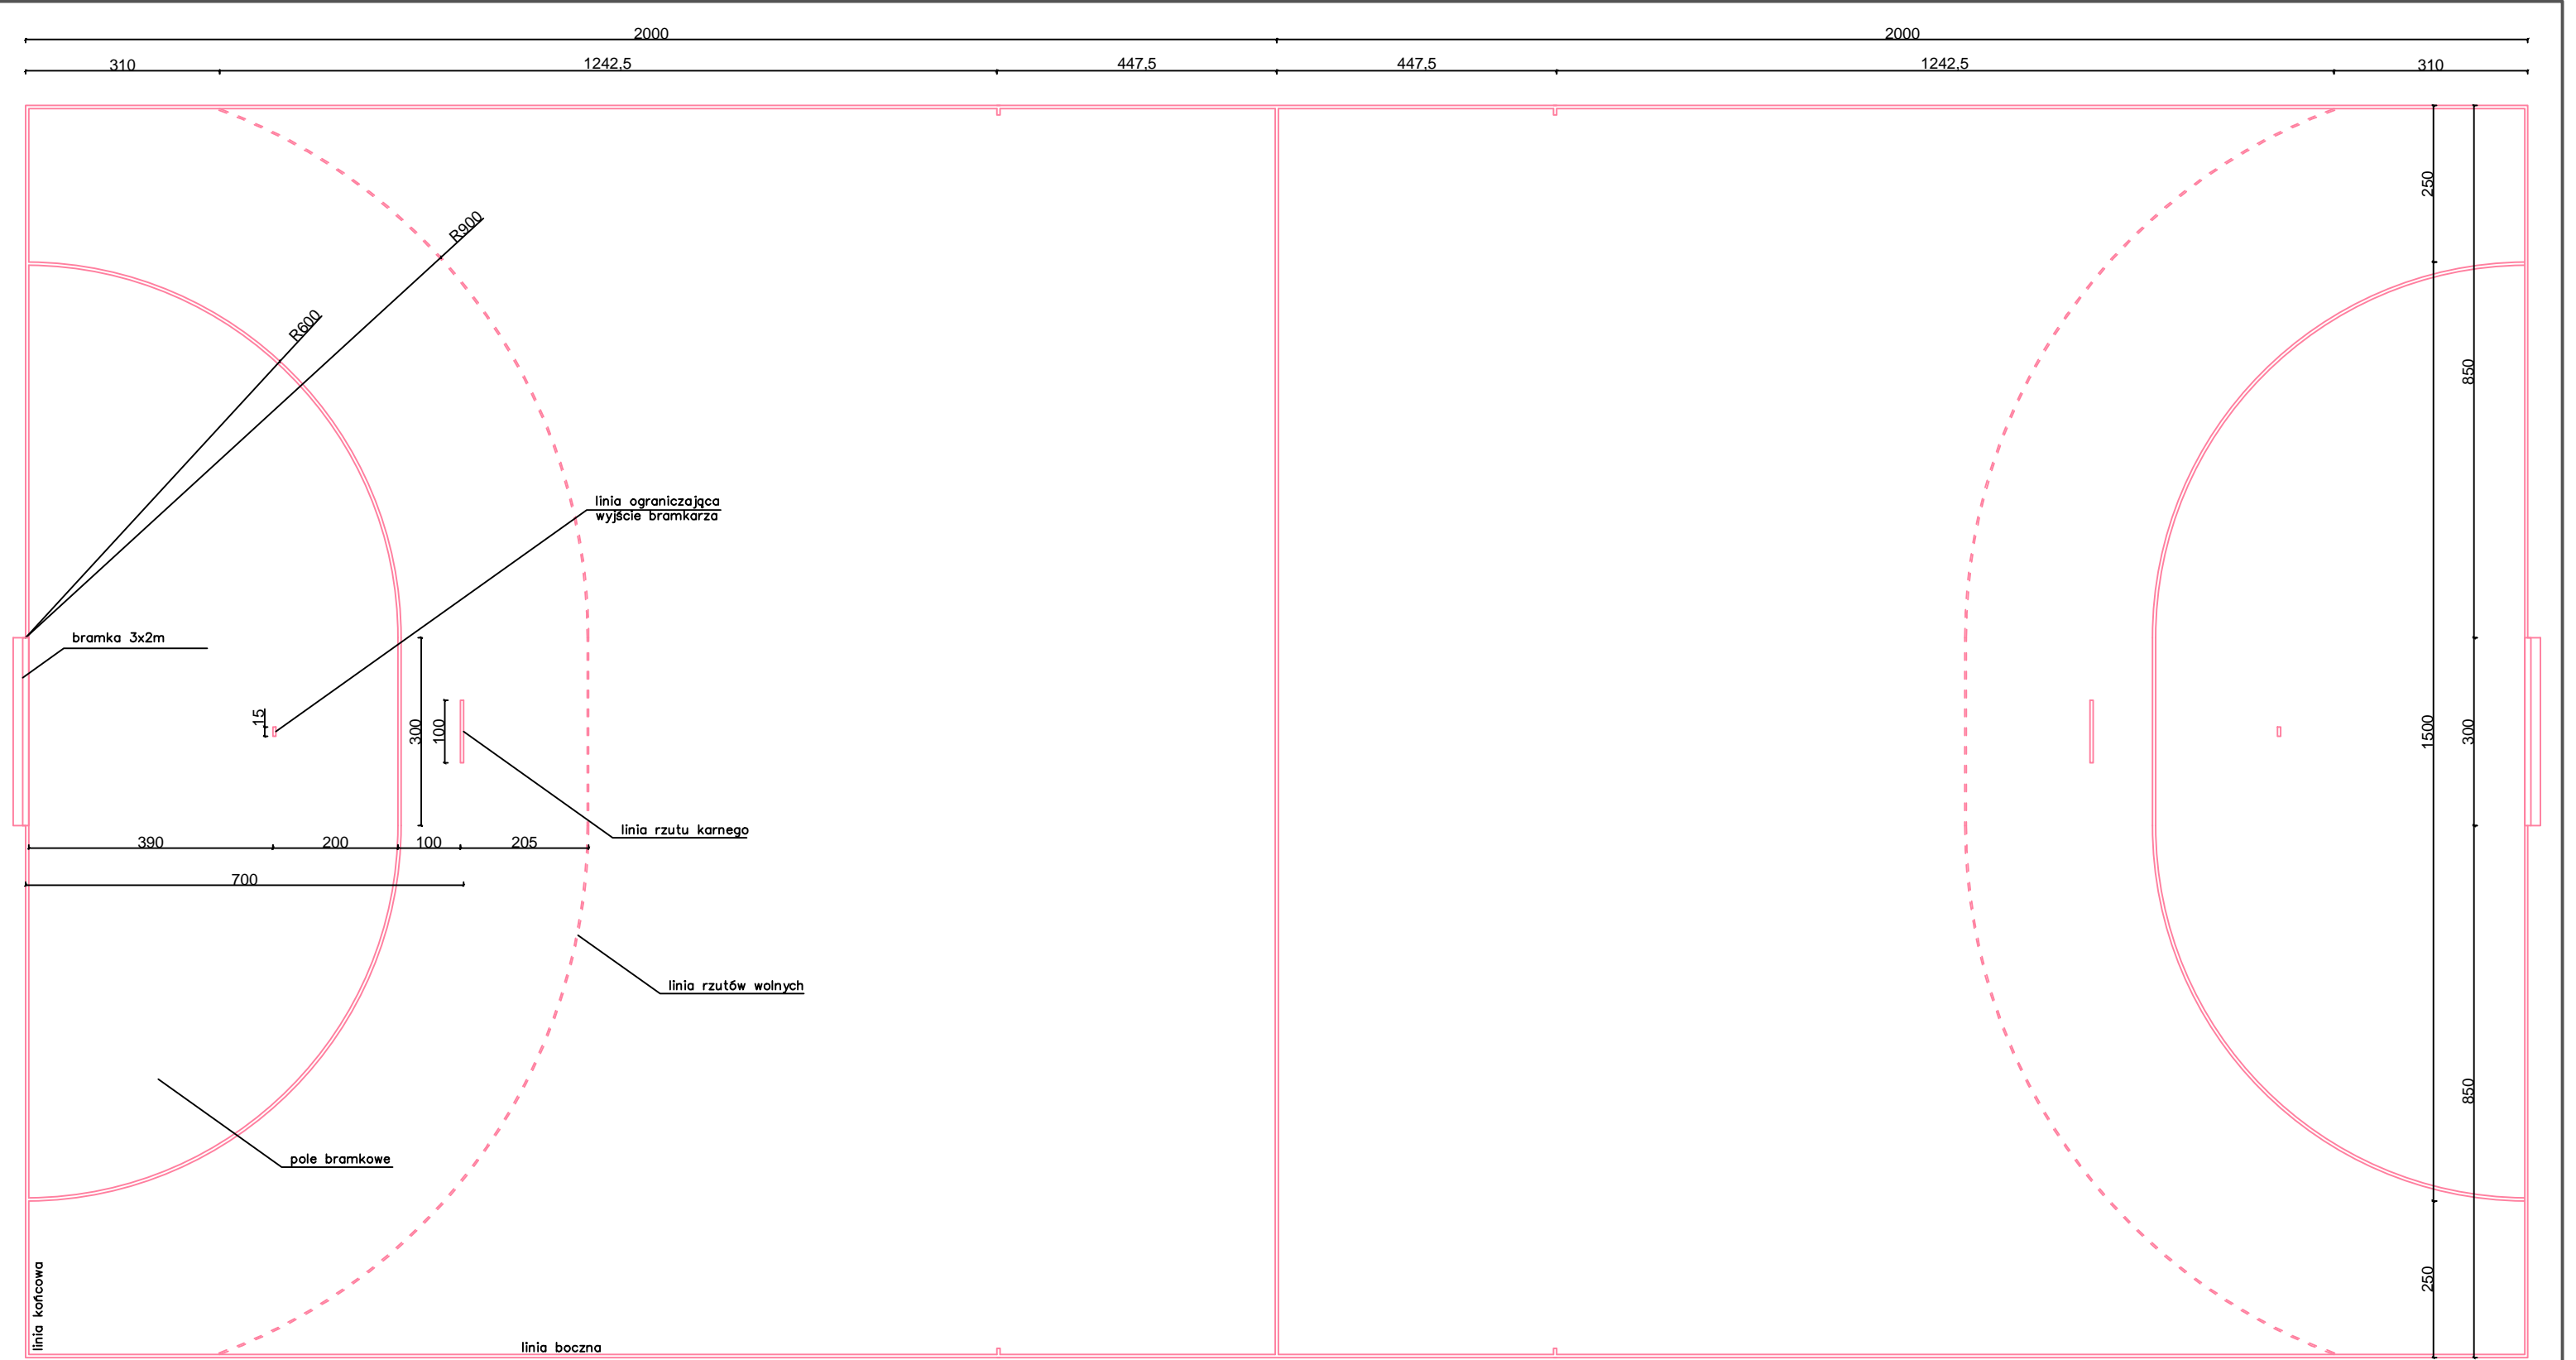 2000
2000
310
1242,5
447,5
447,5
1242,5
310
250
R900
R600
850
linia ograniczająca
wyjście bramkarza
bramka 3x2m
15
300
100
1500
300
linia rzutu karnego
390
200
100
205
700
linia rzutów wolnych
850
pole bramkowe
250
linia końcowa
linia boczna